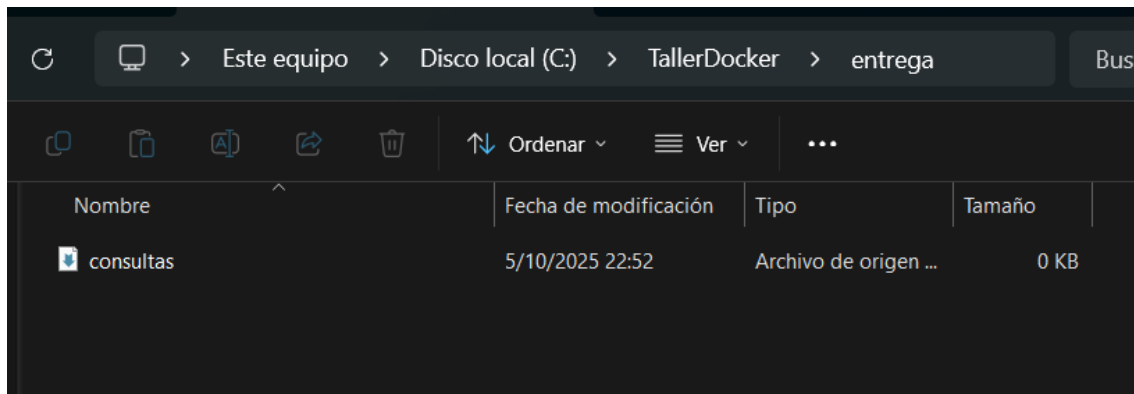 Este equipo > Disco local (C:) > TallerDocker > entrega Bus
Ordenar Ver
Nombre Fecha de modificación Tipo Tamaño
consultas 5/10/2025 22:52 Archivo de origen ... 0 KB